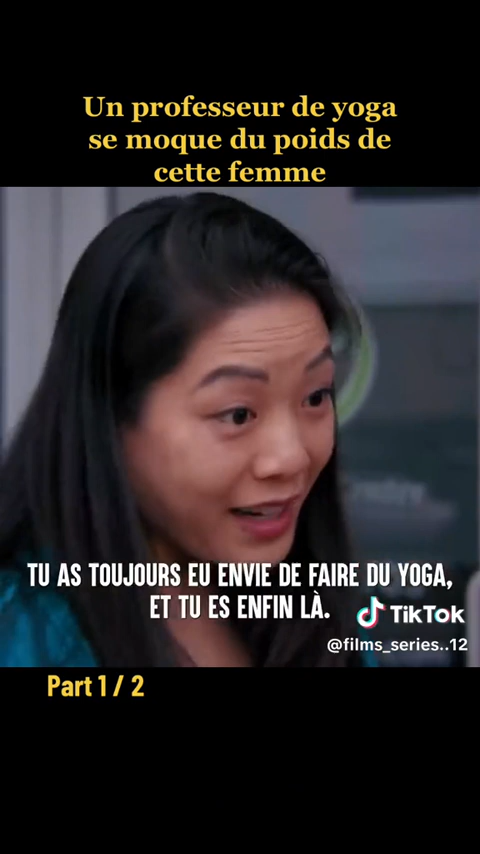 Un professeur de yoga
se moque du poids de
cette femme
TU AS TOUJOURS EU ENVIE DE FAIRE DU YOGA,
ET TU ES ENFIN LÀ.
TikTok
@films_series..12
Part 1 / 2